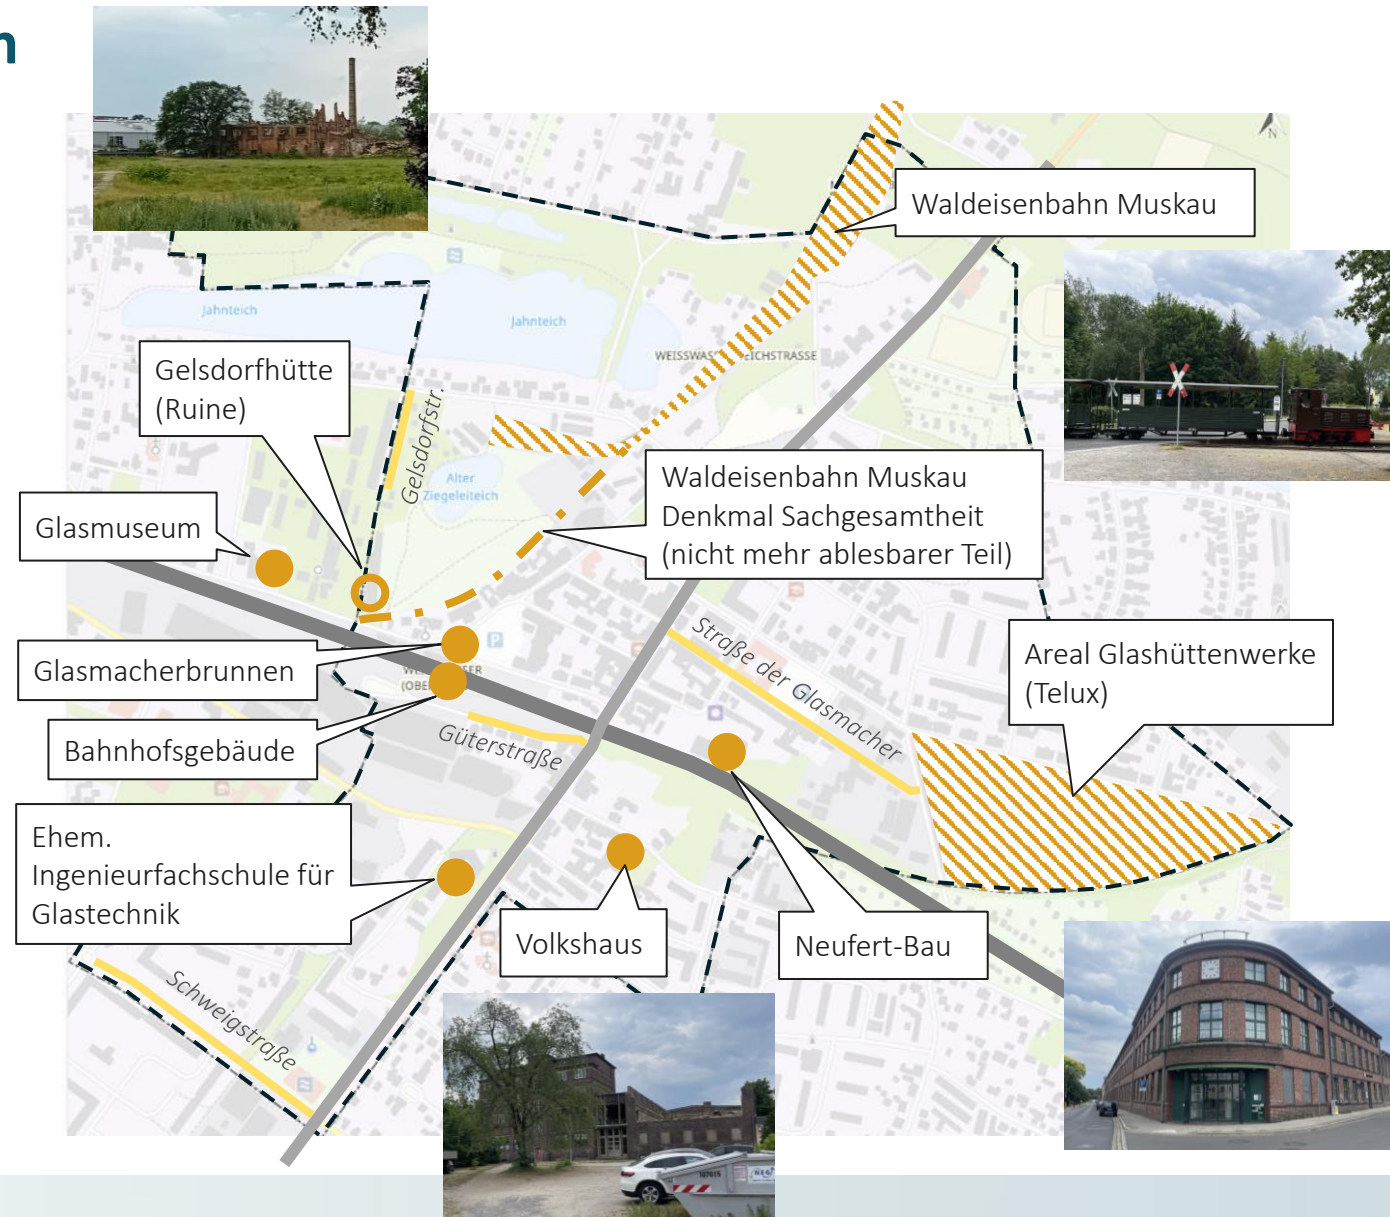 n
N
Waldeisenbahn Muskau
Jahnteich
Jahnteich
Gelsdorfhütte
(Ruine)
Gelsdorfstr.
Alter
Ziegeleiteich
Waldeisenbahn Muskau
Denkmal Sachgesamtheit
(nicht mehr ablesbarer Teil)
Glasmuseum
P
Straße der Glasmacher
Glasmacherbrunnen
Areal Glashüttenwerke
(Telux)
Bahnhofsgebäude
Güterstraße
Ehem.
Ingenieurfachschule für
Glastechnik
Volkshaus
Neufert-Bau
Schweigstraße